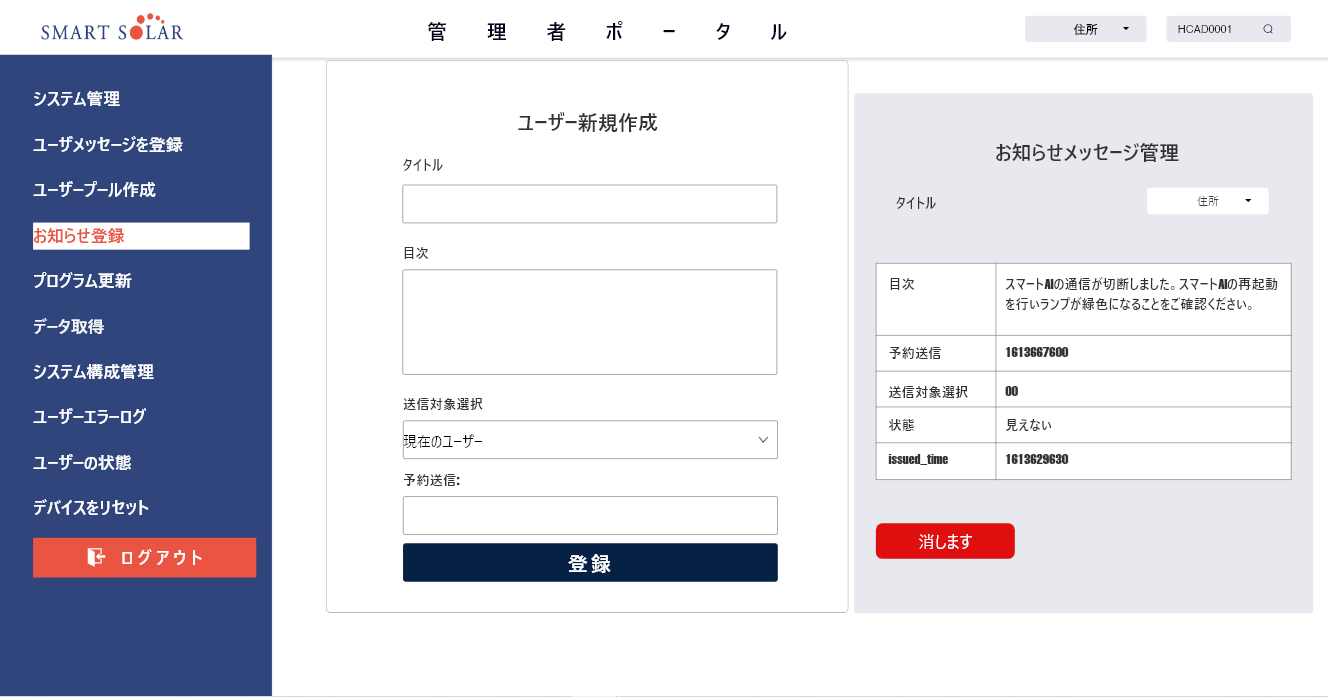 SMART SOLAR
管理者ポータル
住所
HCAD0001
システム管理
ユーザメッセージを登録
ユーザープール作成
お知らせ登録
プログラム更新
データ取得
システム構成管理
ユーザーエラーログ
ユーザーの状態
デバイスをリセット
ログアウト
ユーザー新規作成
タイトル
目次
送信対象選択
現在のユーザー
予約送信:
登録
お知らせメッセージ管理
タイトル
住所
目次
スマートAIの通信が切断しました。スマートAIの再起動
を行いランプが緑色になることをご確認ください。
予約送信
1613667600
送信対象選択
00
状態
見えない
issued_time
1613629630
消します